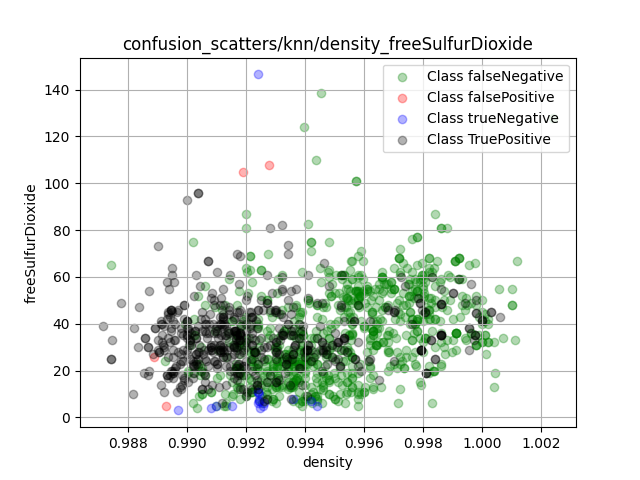 confusion_scatters/knn/density_freeSulfurDioxide
Class falseNegative
Class falsePositive
Class trueNegative
Class TruePositive
freeSulfurDioxide
140
120
100
80
60
40
20
0
0.988 0.990 0.992 0.994 0.996 0.998 1.000 1.002
density